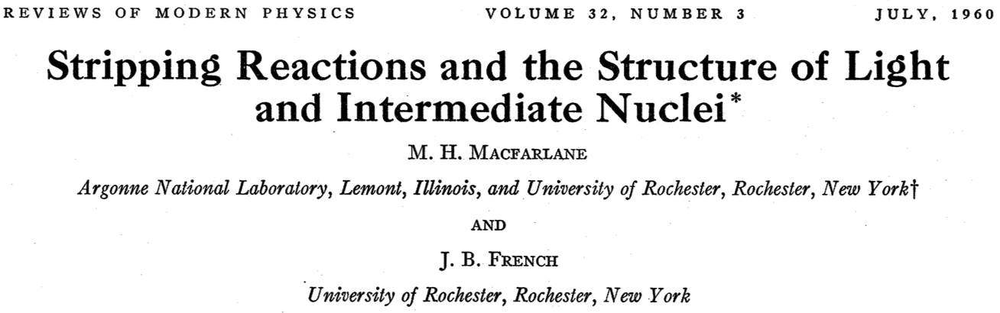 REVIEWS OF MODERN PHYSICS VOLUME 32, NUMBER 3 JULY, 1960
Stripping Reactions and the Structure of Light
and Intermediate Nuclei*
M. H. MACFARLANE
Argonne National Laboratory, Lemont, Illinois, and University of Rochester, Rochester, New York†
AND
J. B. FRENCH
University of Rochester, Rochester, New York